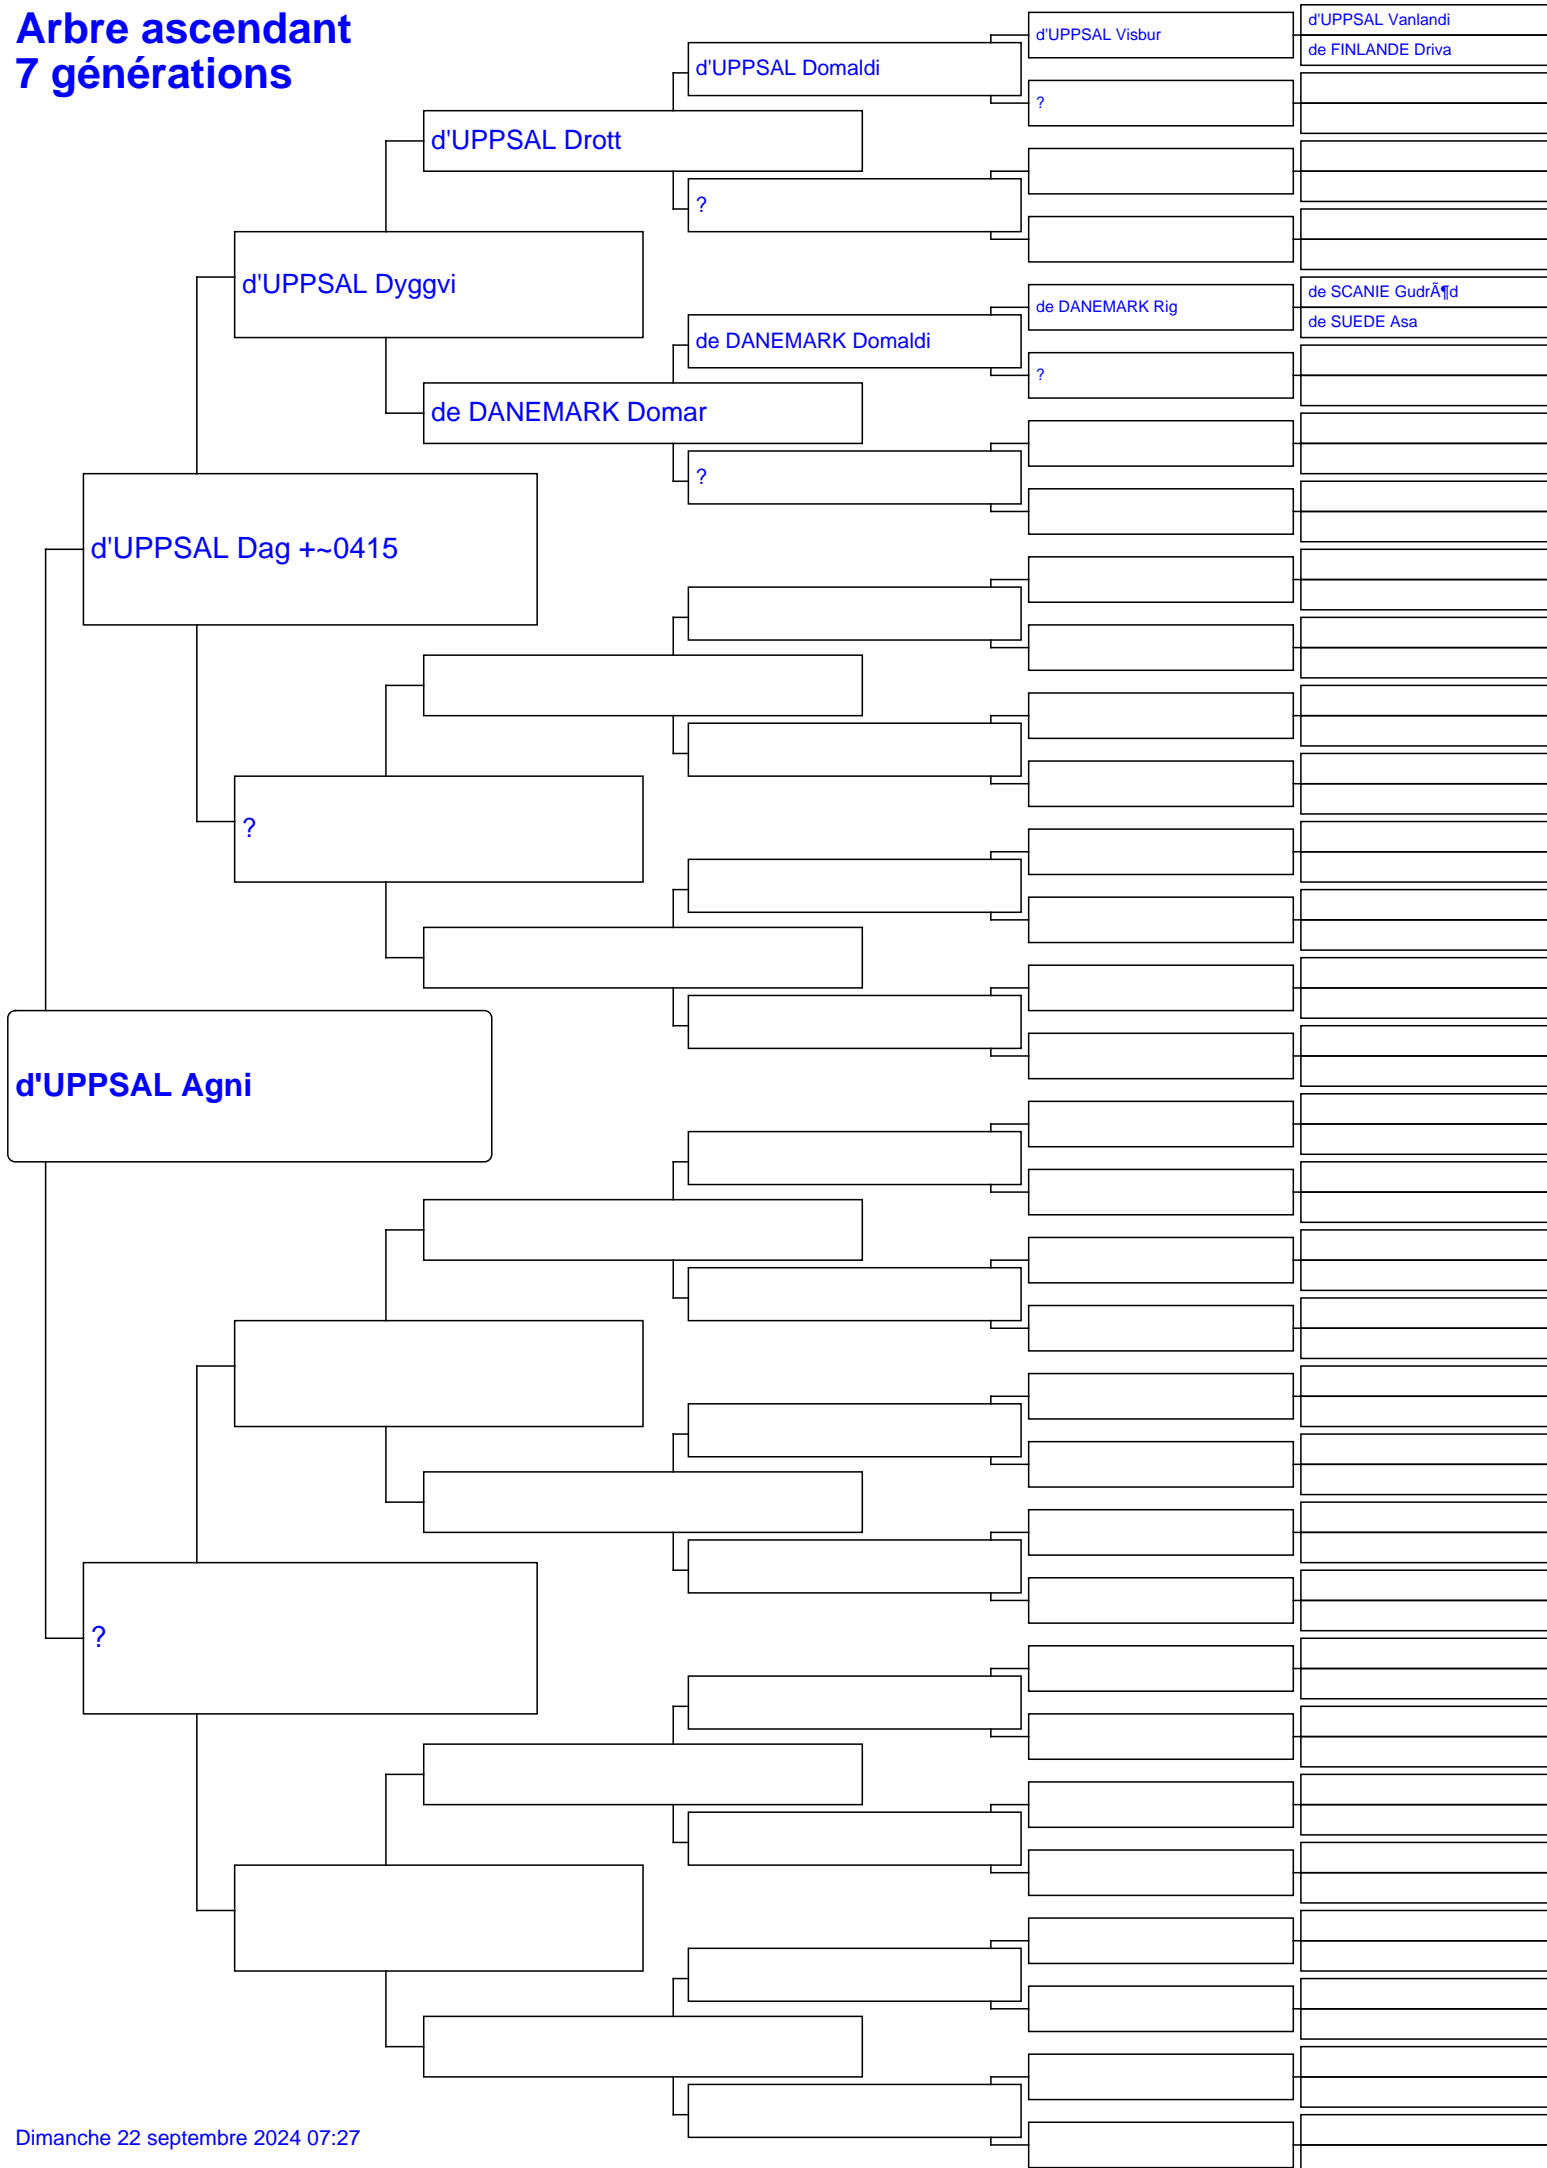 Arbre ascendant
7 générations
d'UPPSAL Visbur
d'UPPSAL Vanlandi
de FINLANDE Driva
d'UPPSAL Domaldi
?
d'UPPSAL Drott
?
d'UPPSAL Dyggvi
de DANEMARK Rig
de SCANIE GudrÃ¶d
de SUEDE Asa
de DANEMARK Domaldi
?
de DANEMARK Domar
?
d'UPPSAL Dag +~0415
?
d'UPPSAL Agni
?
Dimanche 22 septembre 2024 07:27